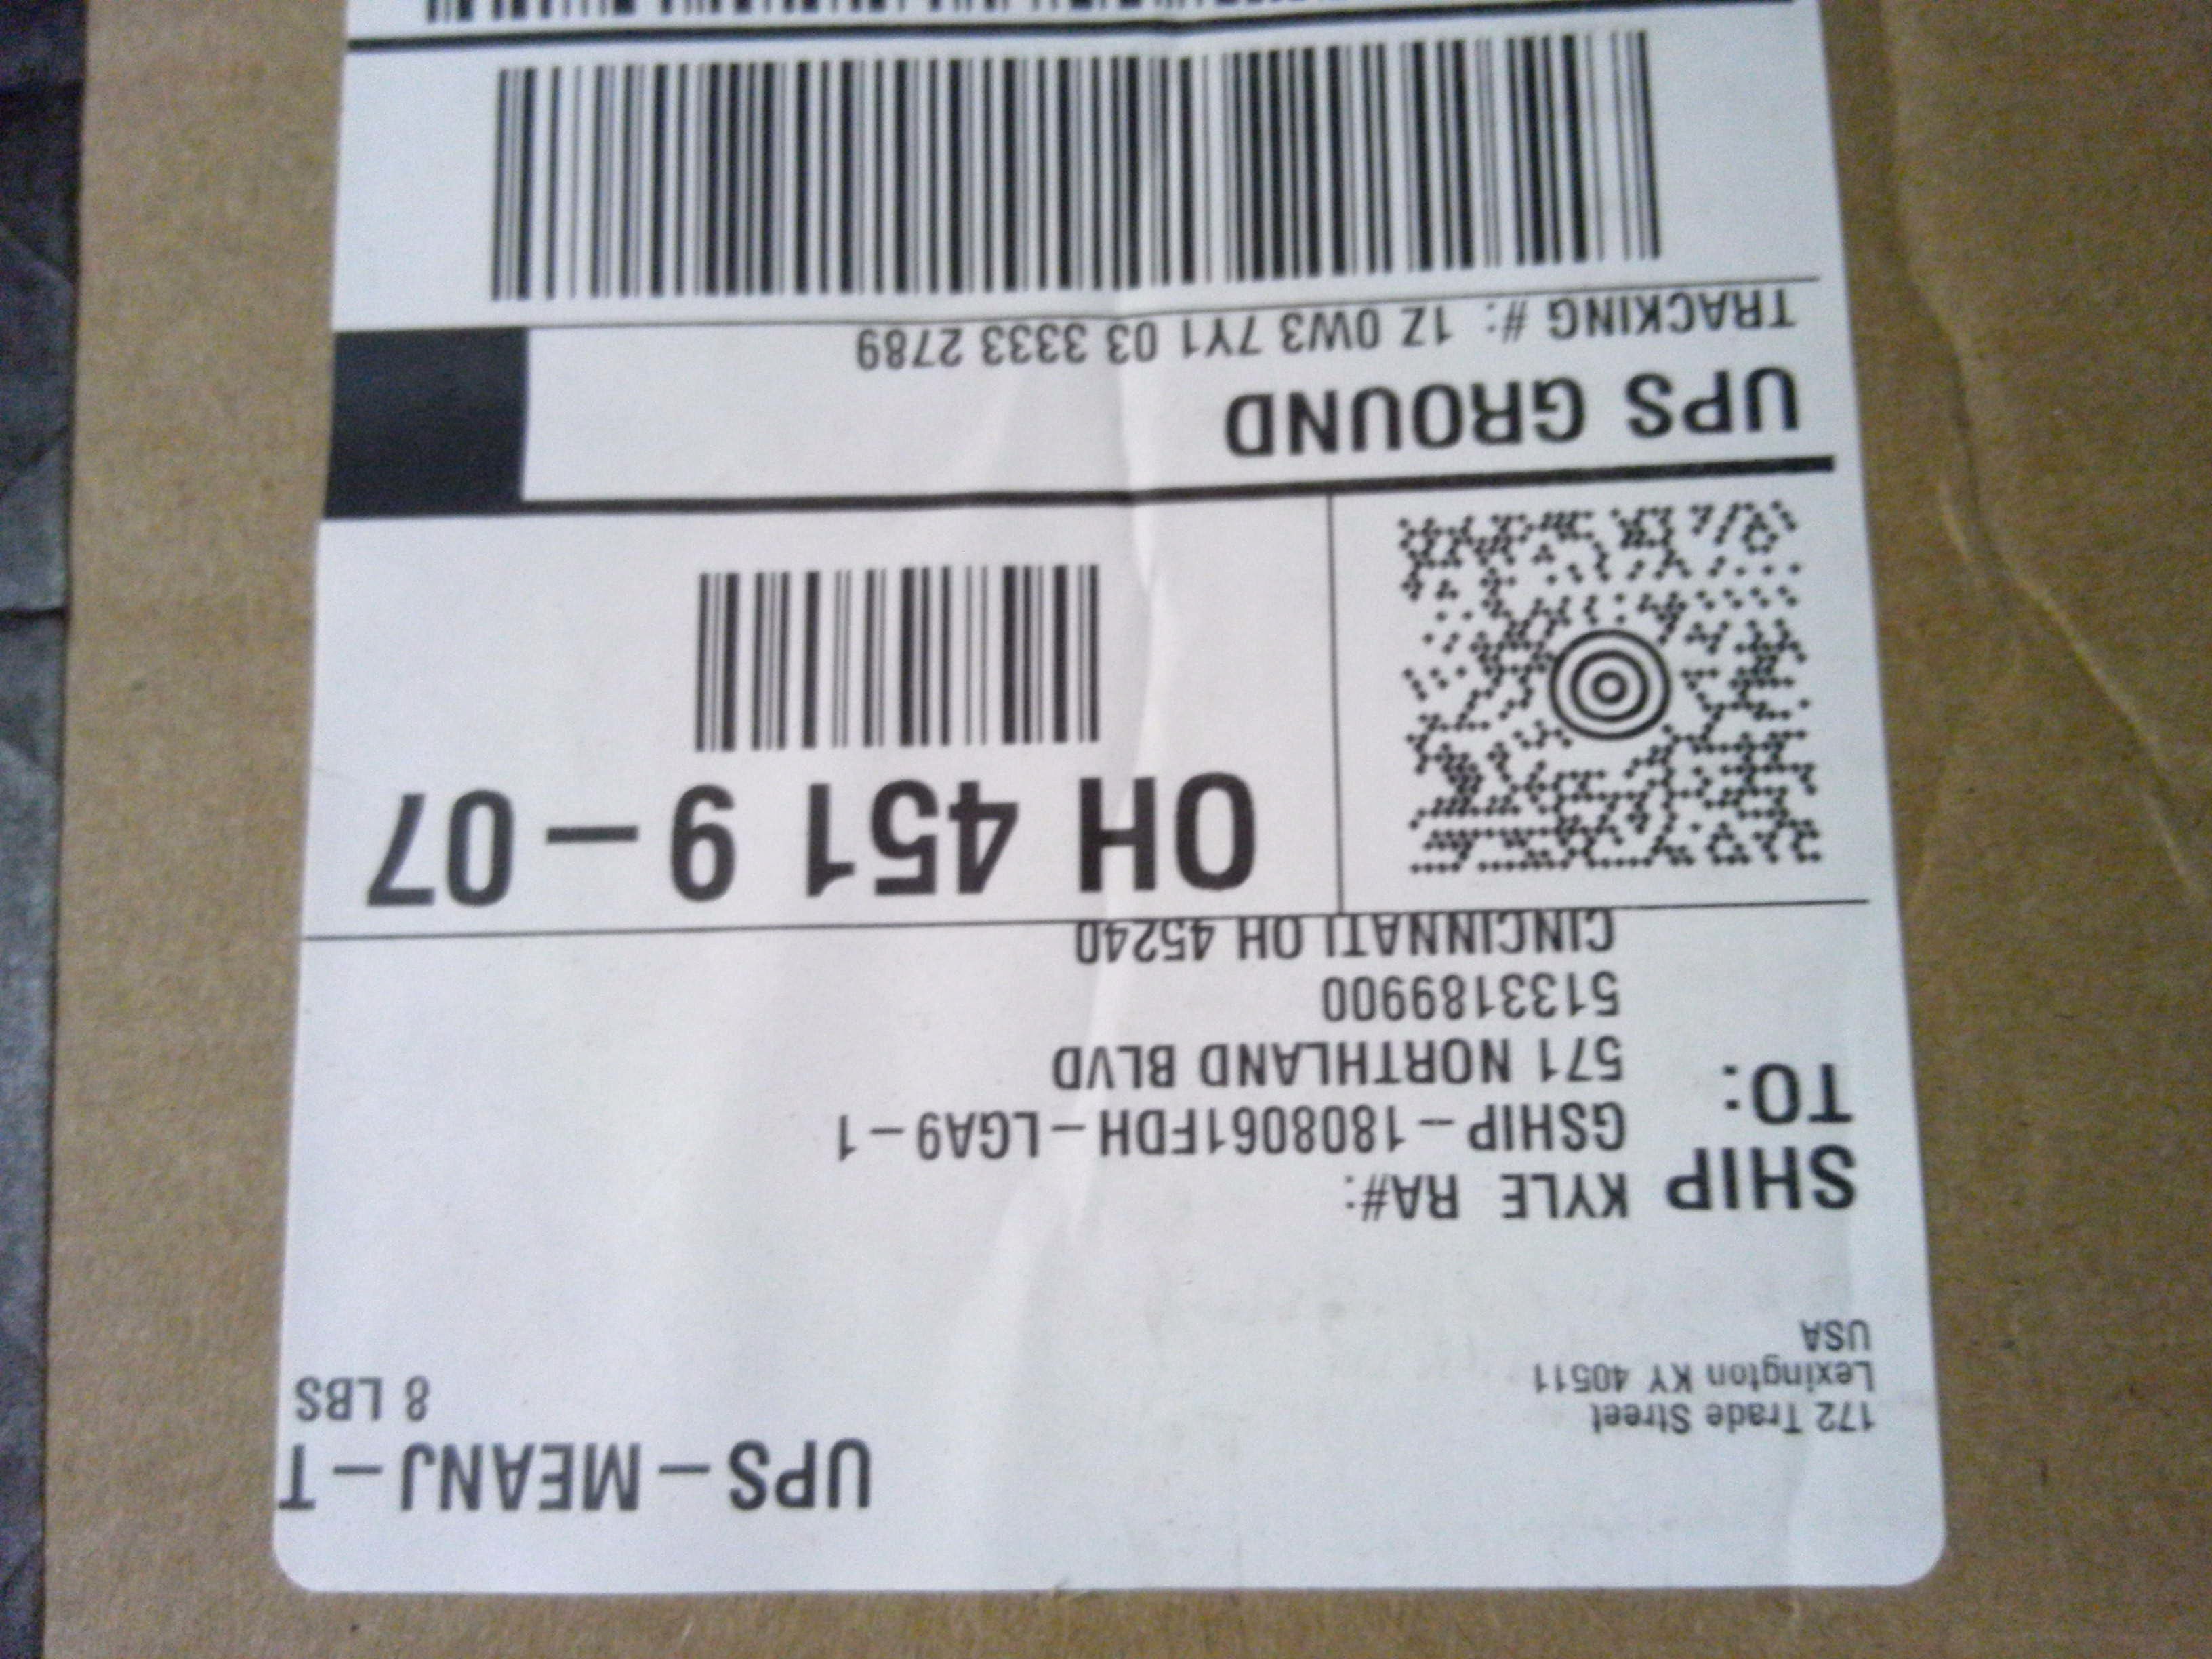 172 Trade Street
Lexington KY 40511
USA
UPS-MEANJ-T
8 LBS
SHIP TO:
KYLE RA#:
GSHIP-1808061FDH-LGA9-1
571 NORTHLAND BLVD
5133189900
CINCINNATI OH 45240
OH 451 9-07
UPS GROUND
TRACKING #: 1Z 0W3 7Y1 03 3333 2789